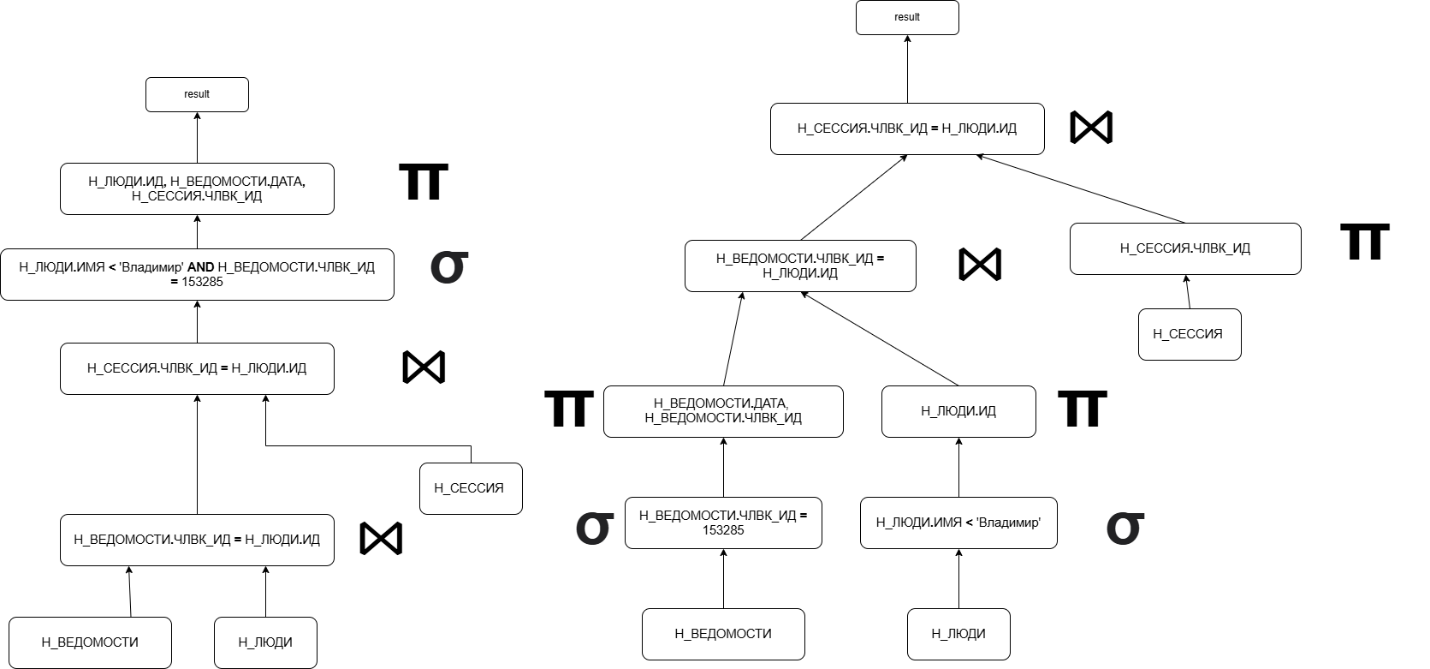 result
Н_ЛЮДИ.ИД, Н_ВЕДОМОСТИ.ДАТА,
Н_СЕССИЯ.ЧЛВК_ИД
π
Н_ЛЮДИ.ИМЯ < 'Владимир' AND Н_ВЕДОМОСТИ.ЧЛВК_ИД
= 153285
σ
Н_СЕССИЯ.ЧЛВК_ИД = Н_ЛЮДИ.ИД
⋈
Н_СЕССИЯ
Н_ВЕДОМОСТИ.ЧЛВК_ИД = Н_ЛЮДИ.ИД
⋈
Н_ВЕДОМОСТИ
Н_ЛЮДИ
result
Н_СЕССИЯ.ЧЛВК_ИД = Н_ЛЮДИ.ИД
⋈
Н_ВЕДОМОСТИ.ЧЛВК_ИД =
Н_ЛЮДИ.ИД
⋈
Н_СЕССИЯ.ЧЛВК_ИД
π
Н_СЕССИЯ
π
Н_ВЕДОМОСТИ.ДАТА,
Н_ВЕДОМОСТИ.ЧЛВК_ИД
Н_ЛЮДИ.ИД
π
σ
Н_ВЕДОМОСТИ.ЧЛВК_ИД =
153285
Н_ЛЮДИ.ИМЯ < 'Владимир'
σ
Н_ВЕДОМОСТИ
Н_ЛЮДИ